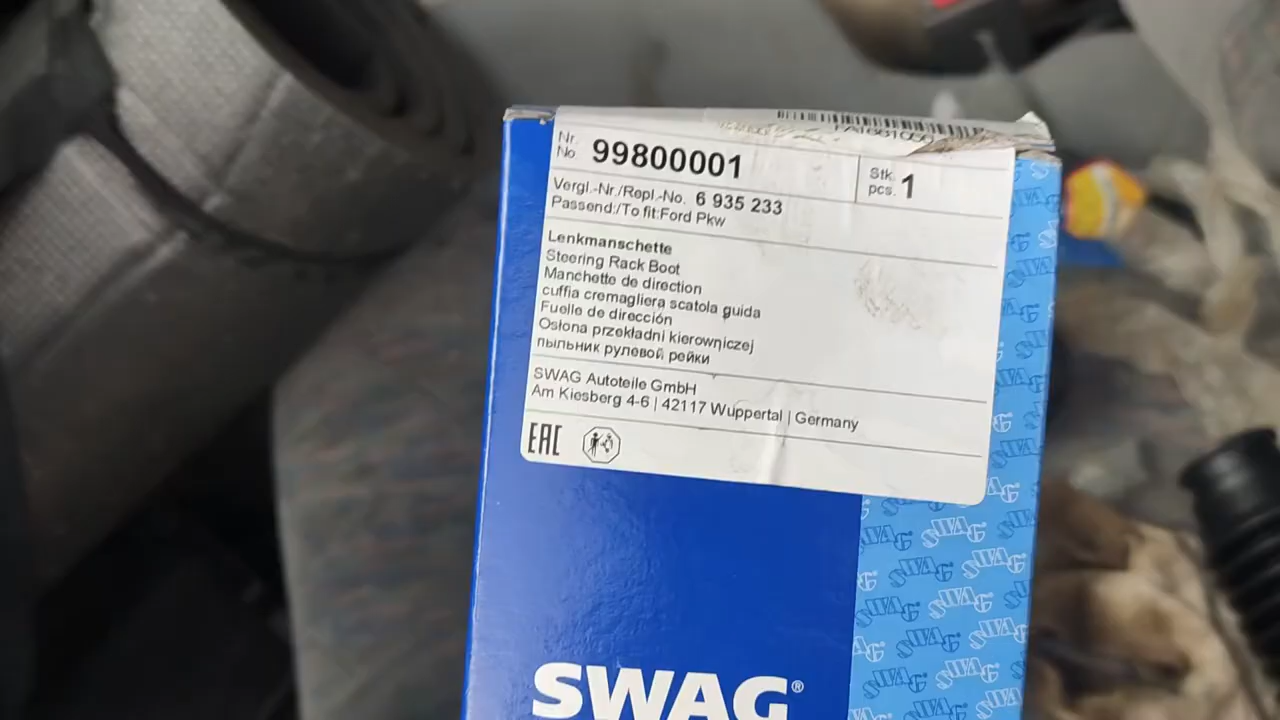 Nr.
No 99800001
Stk.
pcs. 1
Vergl.-Nr./Repl.-No. 6 935 233
Passend:/To fit:Ford Pkw
Lenkmanschette
Steering Rack Boot
Manchette de direction
cuffia cremagliera scatola guida
Fuelle de dirección
Osłona przekładni kierowniczej
пыльник рулевой рейки
SWAG Autoteile GmbH
Am Kiesberg 4-6 | 42117 Wuppertal | Germany
EAC
SWAG®